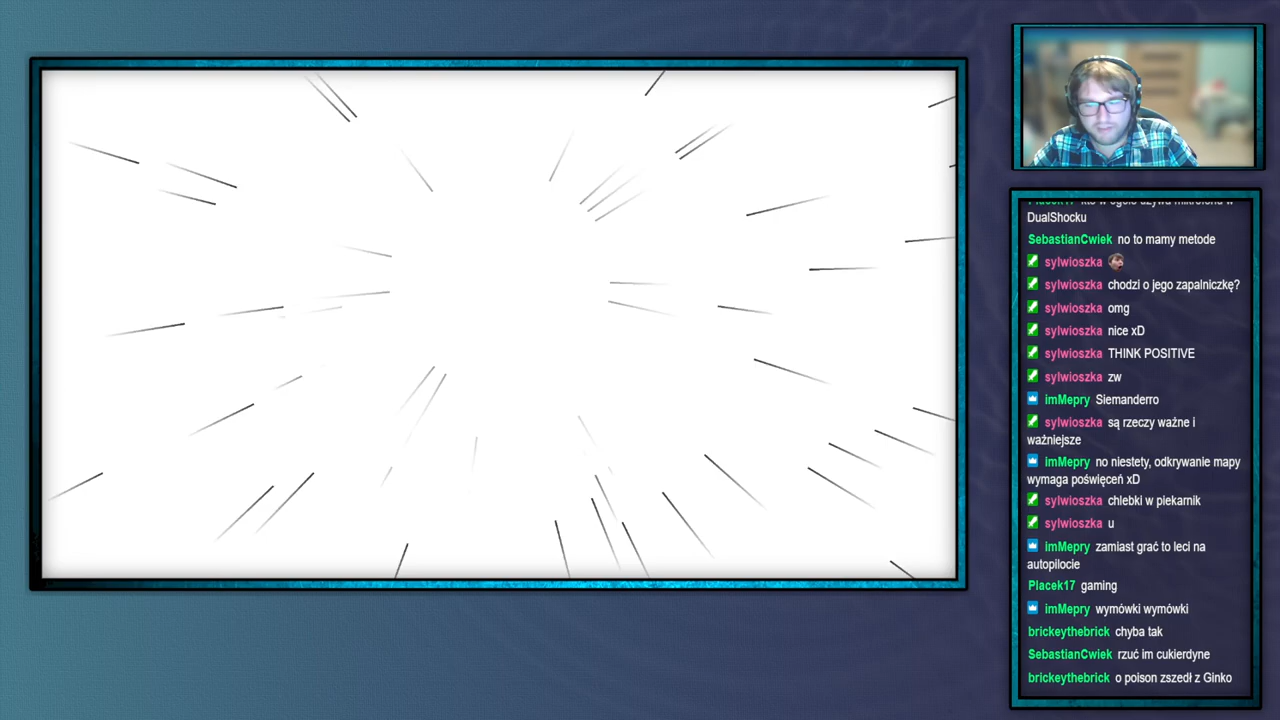 DualShocku
SebastianCwiek no to mamy metode
sylwioszka
sylwioszka chodzi o jego zapalniczkę?
sylwioszka omg
sylwioszka nice xD
sylwioszka THINK POSITIVE
sylwioszka zw
imMepry Siemanderro
sylwioszka są rzeczy ważne i
ważniejsze
imMepry no niestety, odkrywanie mapy
wymaga poświęceń xD
sylwioszka chlebki w piekarnik
sylwioszka u
imMepry zamiast grać to leci na
autopilocie
Placek17 gaming
imMepry wymówki wymówki
brickeythebrick chyba tak
SebastianCwiek rzuć im cukierdyne
brickeythebrick o poison zszedł z Ginko